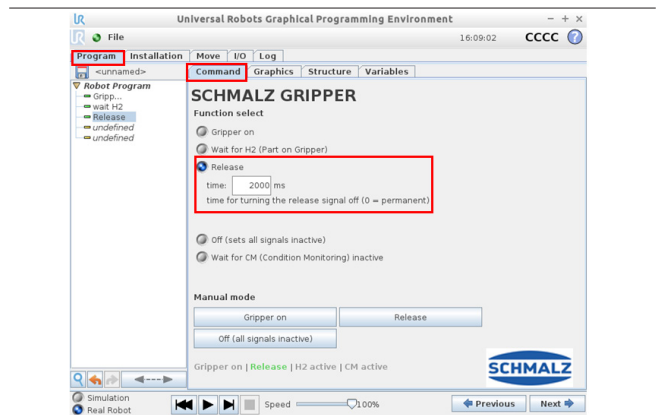 Universal Robots Graphical Programming Environment
File
16:09:02
CCCC
?
Program Installation Move I/O Log
<unnamed>
Command Graphics Structure Variables
Robot Program
Gripp...
wait H2
Release
undefined
undefined
SCHMALZ GRIPPER
Function select
Gripper on
Wait for H2 (Part on Gripper)
Release
time: 2000 ms
time for turning the release signal off (0 = permanent)
Off (sets all signals inactive)
Wait for CM (Condition Monitoring) inactive
Manual mode
Gripper on
Release
Off (all signals inactive)
Gripper on | Release | H2 active | CM active
SCHMALZ
Simulation
Real Robot
Speed
100%
Previous
Next